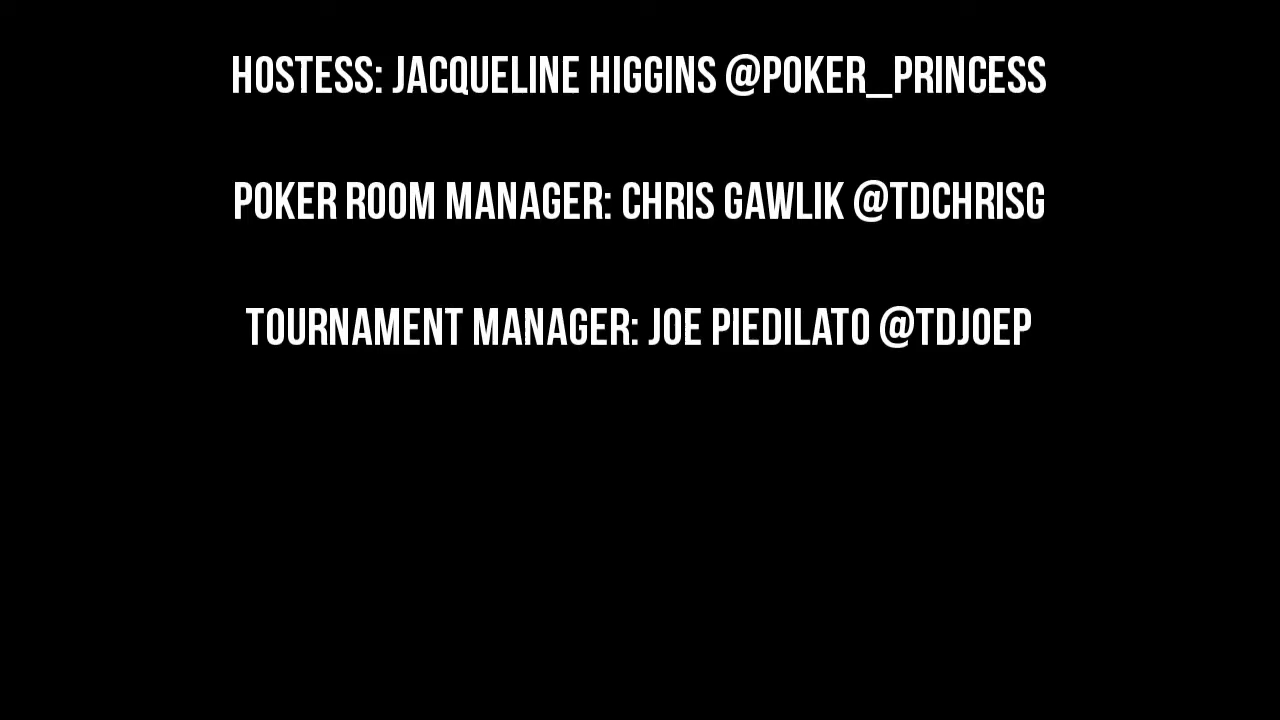 HOSTESS: JACQUELINE HIGGINS @POKER_PRINCESS
POKER ROOM MANAGER: CHRIS GAWLIK @TDCHRISG
TOURNAMENT MANAGER: JOE PIEDILATO @TDJOEP